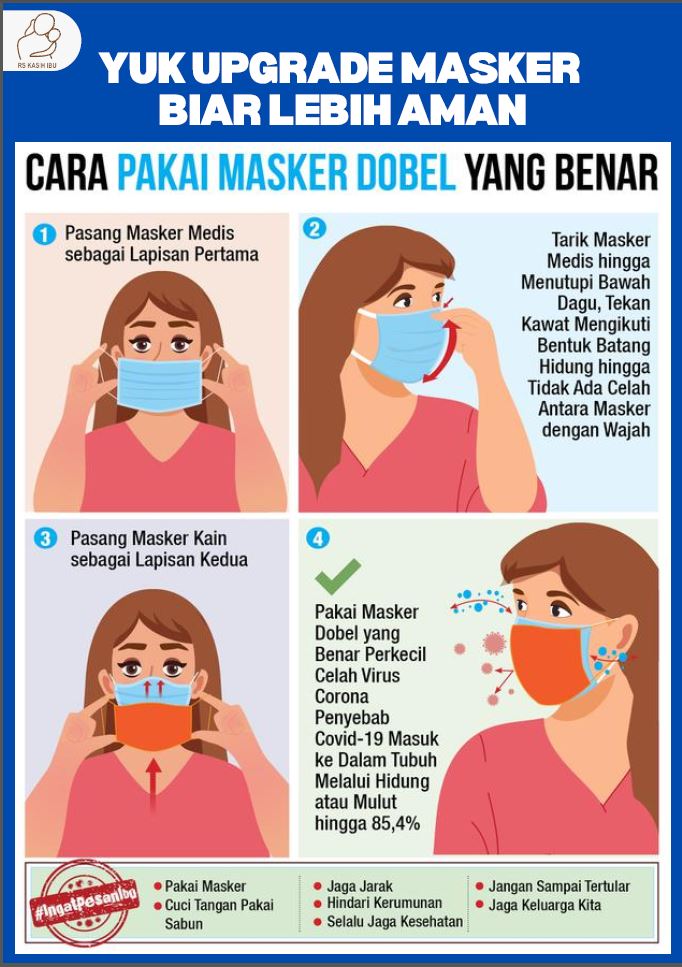 RS KASIH IBU
YUK UPGRADE MASKER
BIAR LEBIH AMAN
CARA PAKAI MASKER DOBEL YANG BENAR
1
Pasang Masker Medis
sebagai Lapisan Pertama
2
Tarik Masker
Medis hingga
Menutupi Bawah
Dagu, Tekan
Kawat Mengikuti
Bentuk Batang
Hidung hingga
Tidak Ada Celah
Antara Masker
dengan Wajah
3
Pasang Masker Kain
sebagai Lapisan Kedua
4
Pakai Masker
Dobel yang
Benar Perkecil
Celah Virus
Corona
Penyebab
Covid-19 Masuk
ke Dalam Tubuh
Melalui Hidung
atau Mulut
hingga 85,4%
#IngatPesanIbu
Pakai Masker
Cuci Tangan Pakai
Sabun
Jaga Jarak
Hindari Kerumunan
Selalu Jaga Kesehatan
Jangan Sampai Tertular
Jaga Keluarga Kita